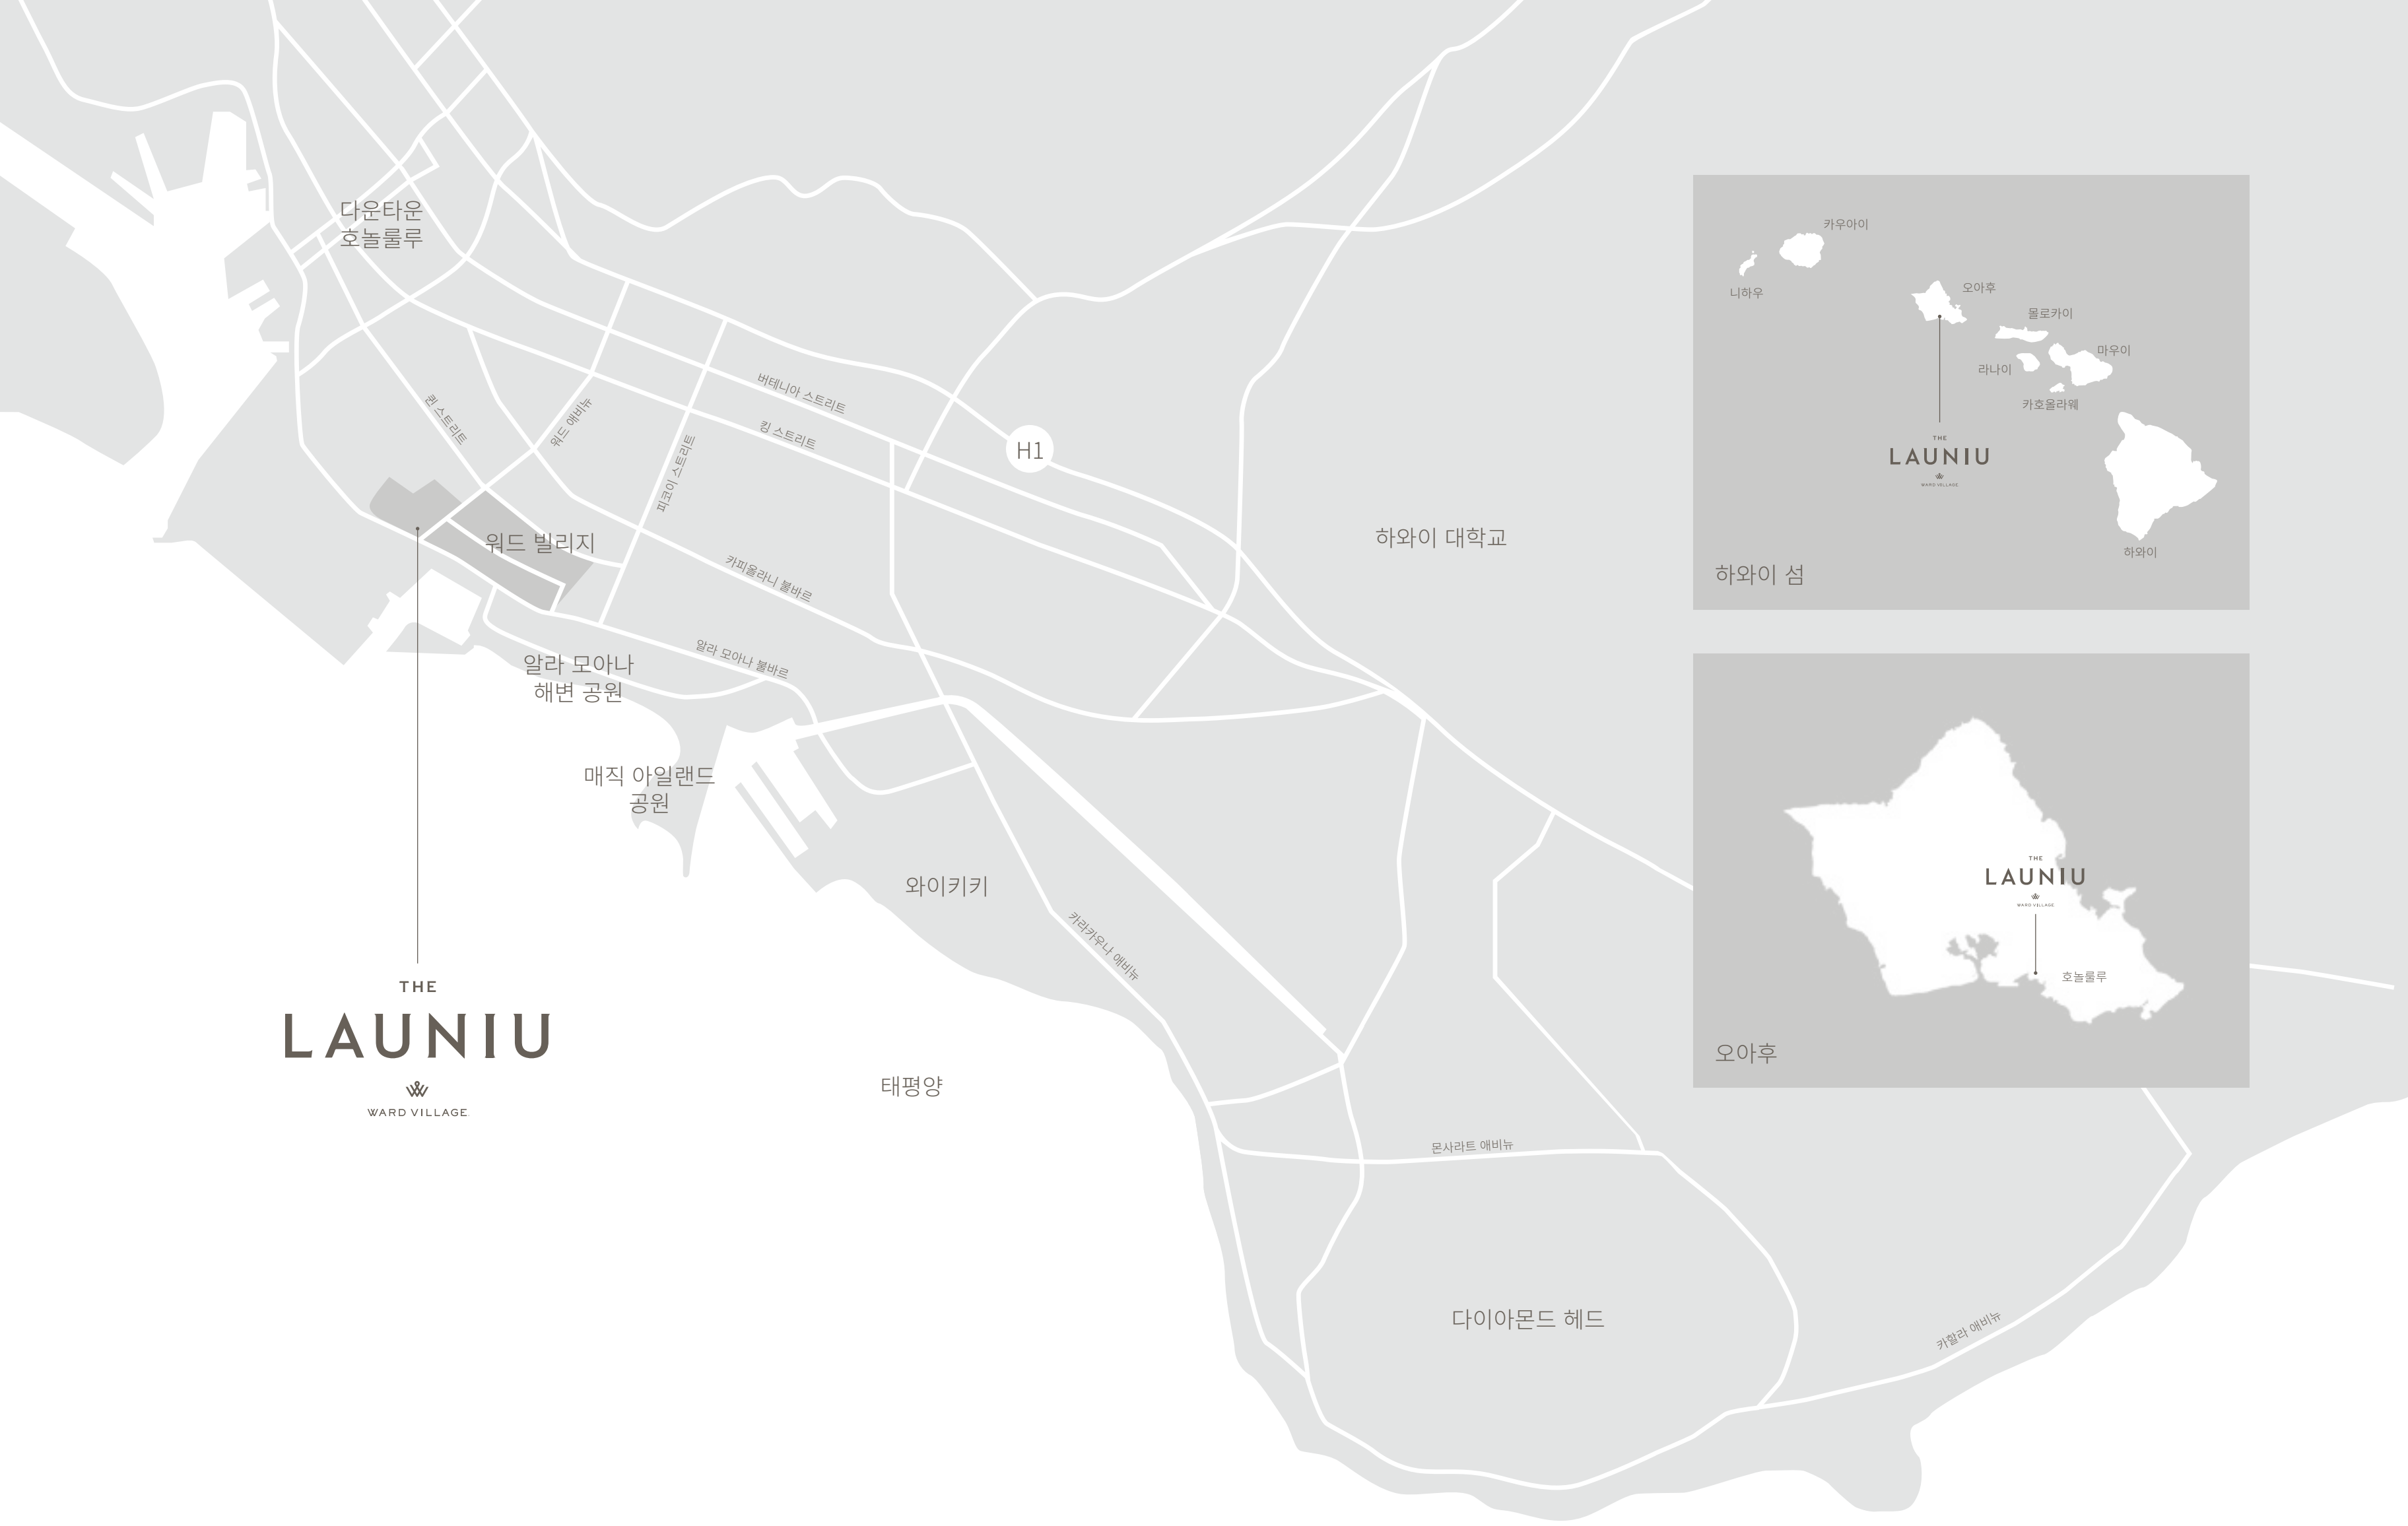 다운타운
호놀룰루
퀸 스트리트
워드 애비뉴
피코이 스트리트
버테니아 스트리트
킹 스트리트
H1
워드 빌리지
카피올라니 불바르
알라 모아나 불바르
알라 모아나
해변 공원
매직 아일랜드
공원
하와이 대학교
와이키키
카라카우나 애비뉴
태평양
몬사라트 애비뉴
다이아몬드 헤드
카할라 애비뉴
THE
LAUNIU
WARD VILLAGE
카우아이
니하우
오아후
몰로카이
마우이
라나이
카호올라웨
THE
LAUNIU
WARD VILLAGE
하와이
하와이 섬
THE
LAUNIU
WARD VILLAGE
호놀룰루
오아후